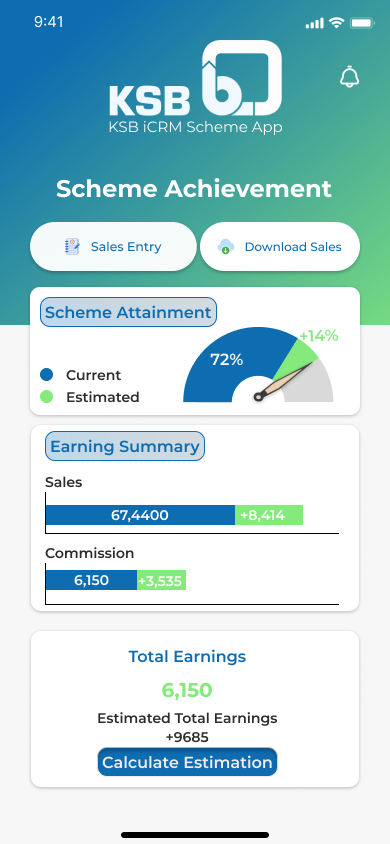 9:41
KSB b
KSB iCRM Scheme App
Scheme Achievement
Sales Entry
Download Sales
Scheme Attainment
+14%
72%
Current
Estimated
Earning Summary
Sales
67,4400 +8,414
Commission
6,150 +3,535
Total Earnings
6,150
Estimated Total Earnings
+9685
Calculate Estimation